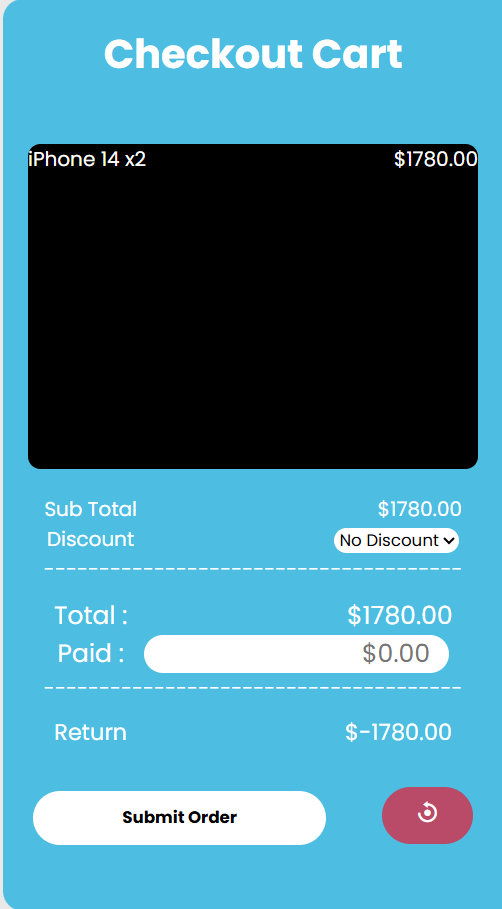 Checkout Cart
iPhone 14 x2 $1780.00
Sub Total $1780.00
Discount No Discount
Total : $1780.00
Paid : $0.00
Return $-1780.00
Submit Order